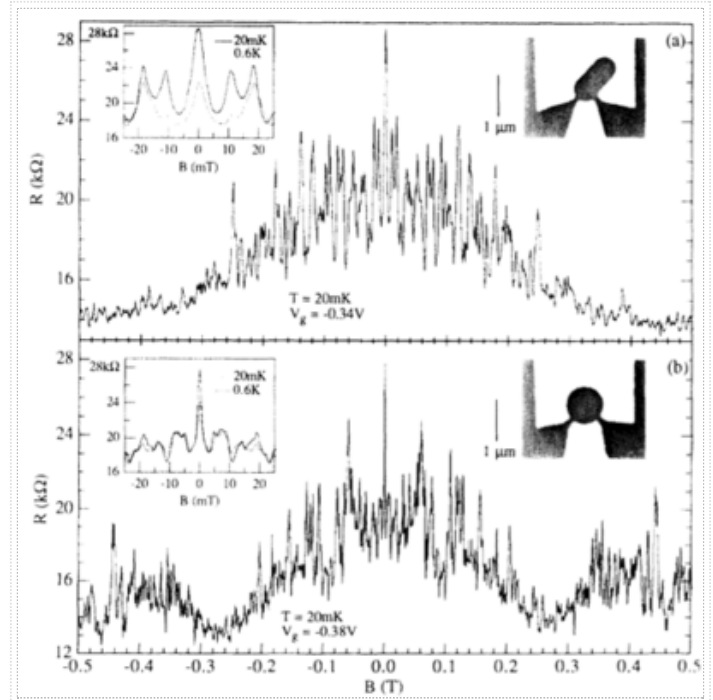 (a)
28
24
20
16
R (kΩ)
28kΩ
24
20
16
20mK
0.6K
-20 -10 0 10 20
B (mT)
1 μm
T = 20mK
Vg = -0.34V
(b)
28
24
20
16
12
R (kΩ)
28kΩ
24
20
16
20mK
0.6K
-20 -10 0 10 20
B (mT)
1 μm
T = 20mK
Vg = -0.38V
-0.5 -0.4 -0.3 -0.2 -0.1 0.0 0.1 0.2 0.3 0.4 0.5
B (T)